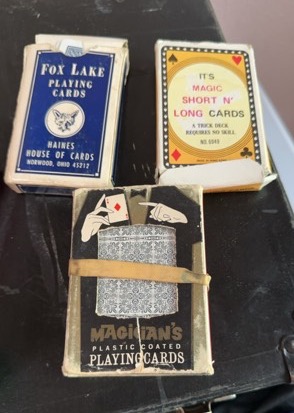 FOX LAKE
PLAYING
CARDS
HAINES
HOUSE OF CARDS
NORWOOD, OHIO 45212
IT'S
MAGIC
SHORT N'
LONG CARDS
A TRICK DECK
REQUIRES NO SKILL
MAGICIAN'S
PLASTIC COATED
PLAYING CARDS